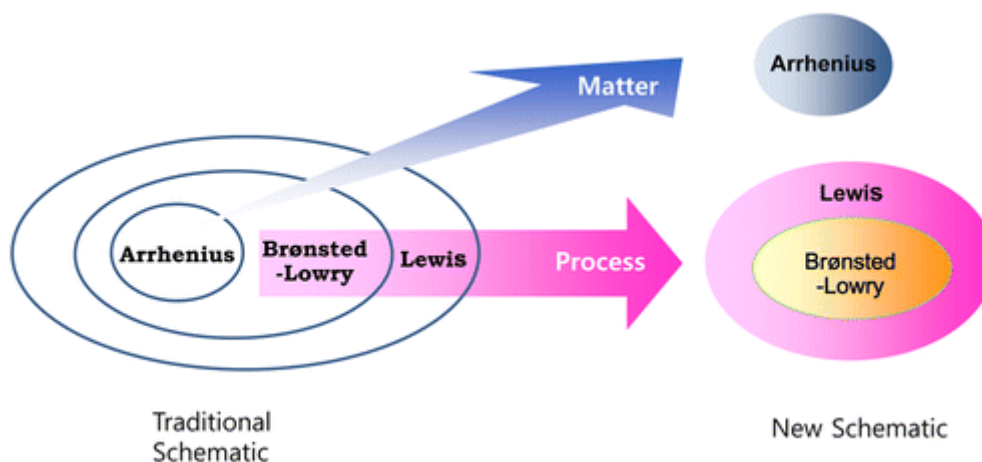 Arrhenius
Matter
Lewis
Arrhenius
Brønsted
-Lowry
Lewis
Process
Brønsted
-Lowry
Traditional
Schematic
New Schematic